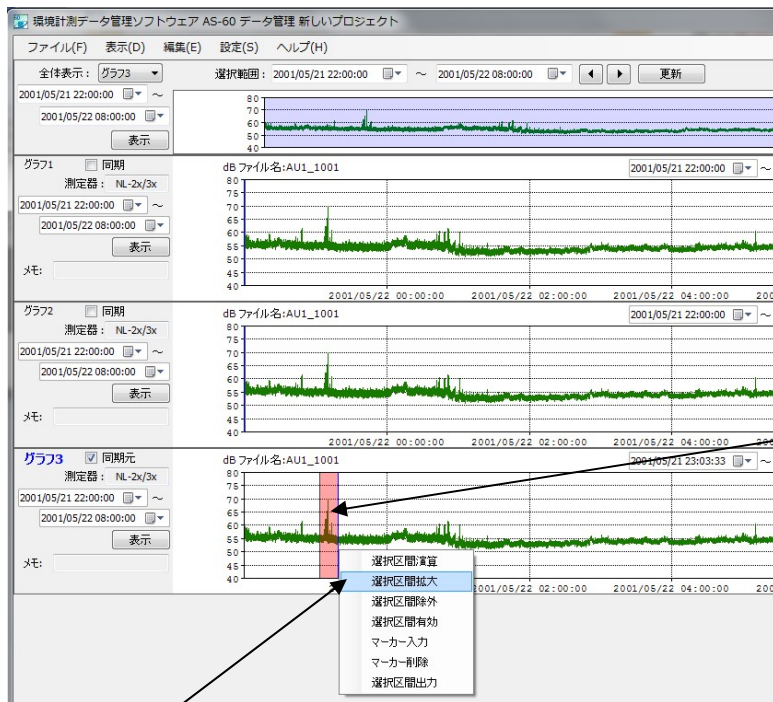 環境計測データ管理ソフトウェア AS-60 データ管理 新しいプロジェクト
ファイル(F) 表示(D) 編集(E) 設定(S) ヘルプ(H)
全体表示： グラフ3 選択範囲： 2001/05/21 22:00:00 ～ 2001/05/22 08:00:00 更新
2001/05/21 22:00:00 ～
2001/05/22 08:00:00
表示
80
70
60
50
40
グラフ1 同期 dB ファイル名:AU1_1001 2001/05/21 22:00:00 ～
測定器： NL-2x/3x
2001/05/21 22:00:00 ～
2001/05/22 08:00:00
表示
メモ:
80
75
70
65
60
55
50
45
40
2001/05/22 00:00:00 2001/05/22 02:00:00 2001/05/22 04:00:00 200
グラフ2 同期 dB ファイル名:AU1_1001 2001/05/21 22:00:00 ～
測定器： NL-2x/3x
2001/05/21 22:00:00 ～
2001/05/22 08:00:00
表示
メモ:
80
75
70
65
60
55
50
45
40
2001/05/22 00:00:00 2001/05/22 02:00:00 2001/05/22 04:00:00
グラフ3 同期元 dB ファイル名:AU1_1001 2001/05/21 23:03:33 ～
測定器： NL-2x/3x
2001/05/21 22:00:00 ～
2001/05/22 08:00:00
表示
メモ:
80
75
70
65
60
55
50
45
40
001/05/22 02:00:00 2001/05/22 04:00:00 200
選択区間演算
選択区間拡大
選択区間除外
選択区間有効
マーカー入力
マーカー削除
選択区間出力